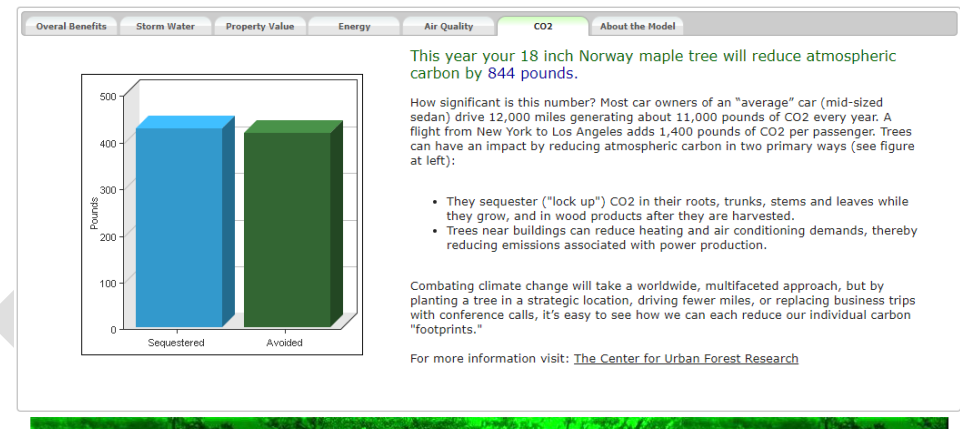 Overal Benefits Storm Water Property Value Energy Air Quality CO2 About the Model
This year your 18 inch Norway maple tree will reduce atmospheric
carbon by 844 pounds.
How significant is this number? Most car owners of an “average” car (mid-sized
sedan) drive 12,000 miles generating about 11,000 pounds of CO2 every year. A
flight from New York to Los Angeles adds 1,400 pounds of CO2 per passenger. Trees
can have an impact by reducing atmospheric carbon in two primary ways (see figure
at left):
• They sequester ("lock up") CO2 in their roots, trunks, stems and leaves while
they grow, and in wood products after they are harvested.
• Trees near buildings can reduce heating and air conditioning demands, thereby
reducing emissions associated with power production.
Combating climate change will take a worldwide, multifaceted approach, but by
planting a tree in a strategic location, driving fewer miles, or replacing business trips
with conference calls, it’s easy to see how we can each reduce our individual carbon
"footprints."
For more information visit: The Center for Urban Forest Research
Pounds
500
400
300
200
100
0
Sequestered Avoided